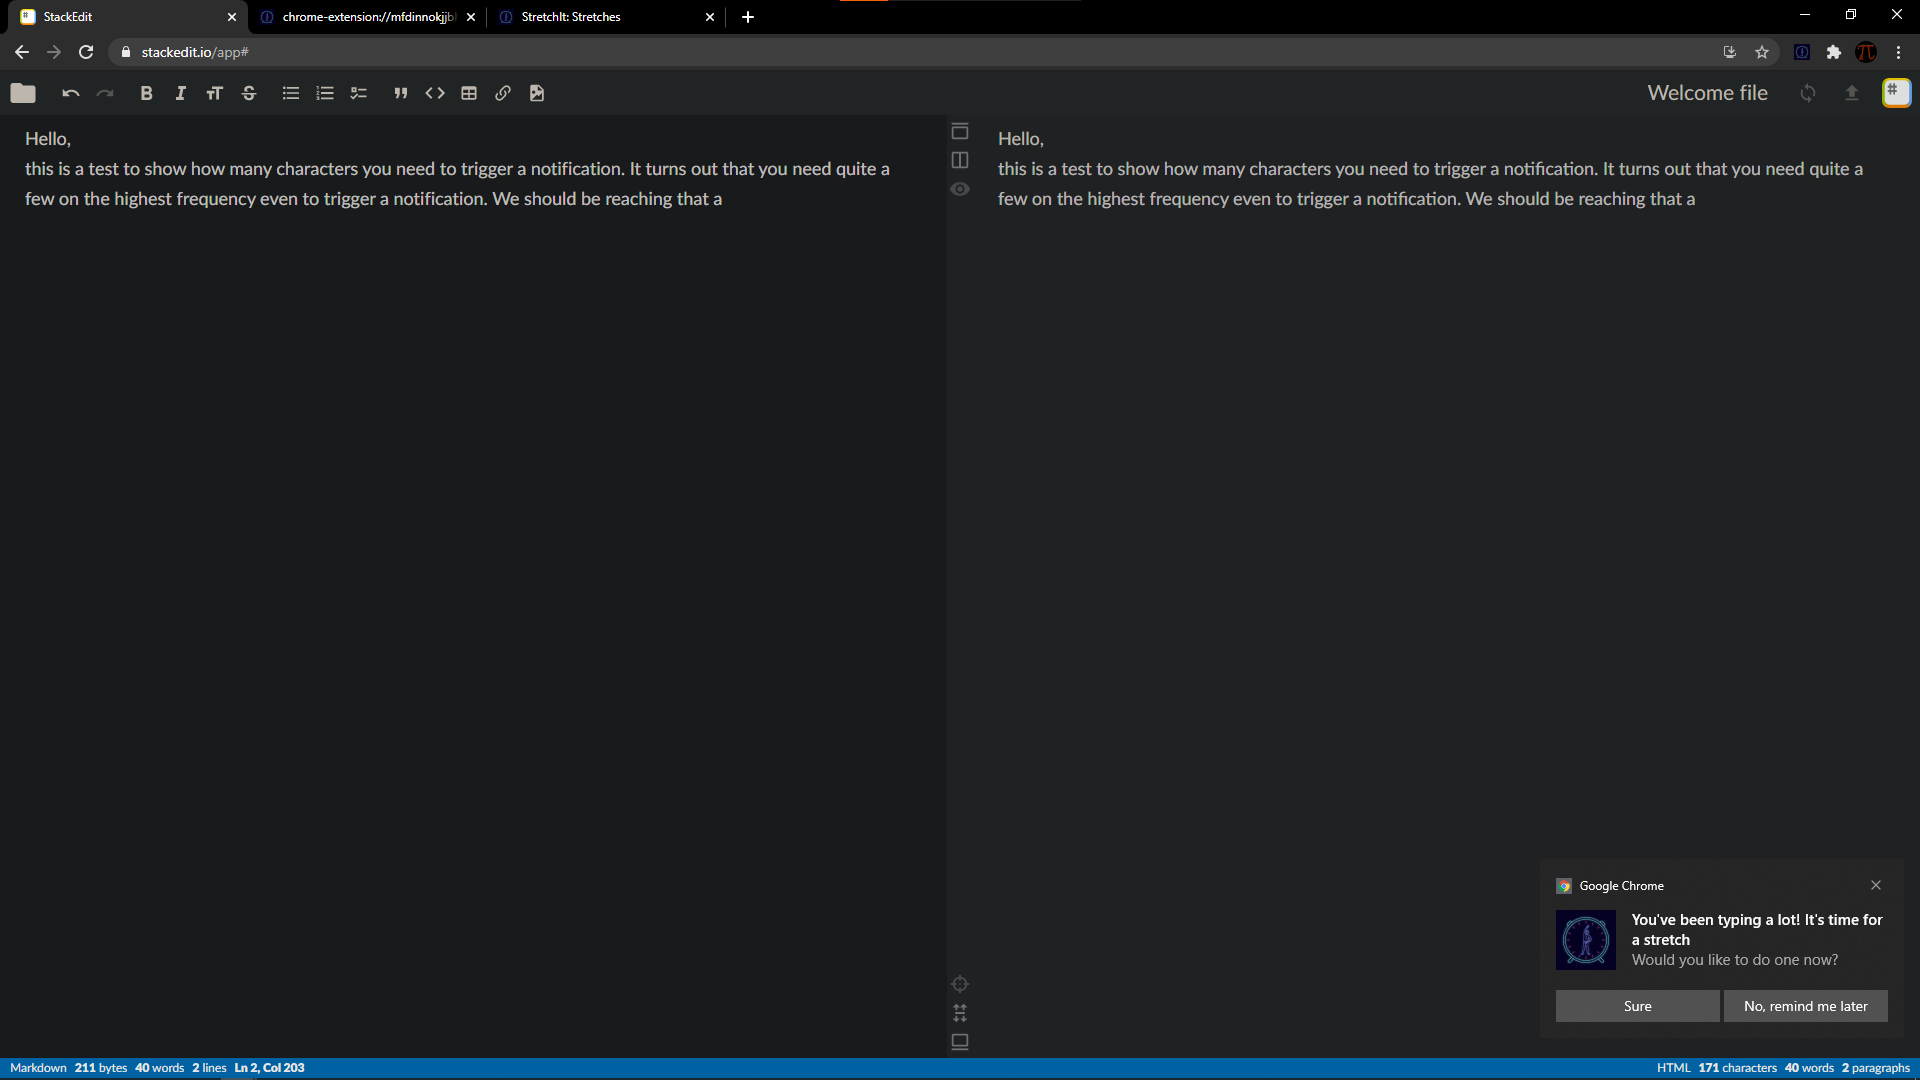 StackEdit
chrome-extension://mfdinnokjjb
StretchIt: Stretches
stackedit.io/app#
Welcome file
Hello,
this is a test to show how many characters you need to trigger a notification. It turns out that you need quite a
few on the highest frequency even to trigger a notification. We should be reaching that a
Hello,
this is a test to show how many characters you need to trigger a notification. It turns out that you need quite a
few on the highest frequency even to trigger a notification. We should be reaching that a
Google Chrome
You've been typing a lot! It's time for
a stretch
Would you like to do one now?
Sure
No, remind me later
Markdown 211 bytes 40 words 2 lines Ln 2, Col 203
HTML 171 characters 40 words 2 paragraphs